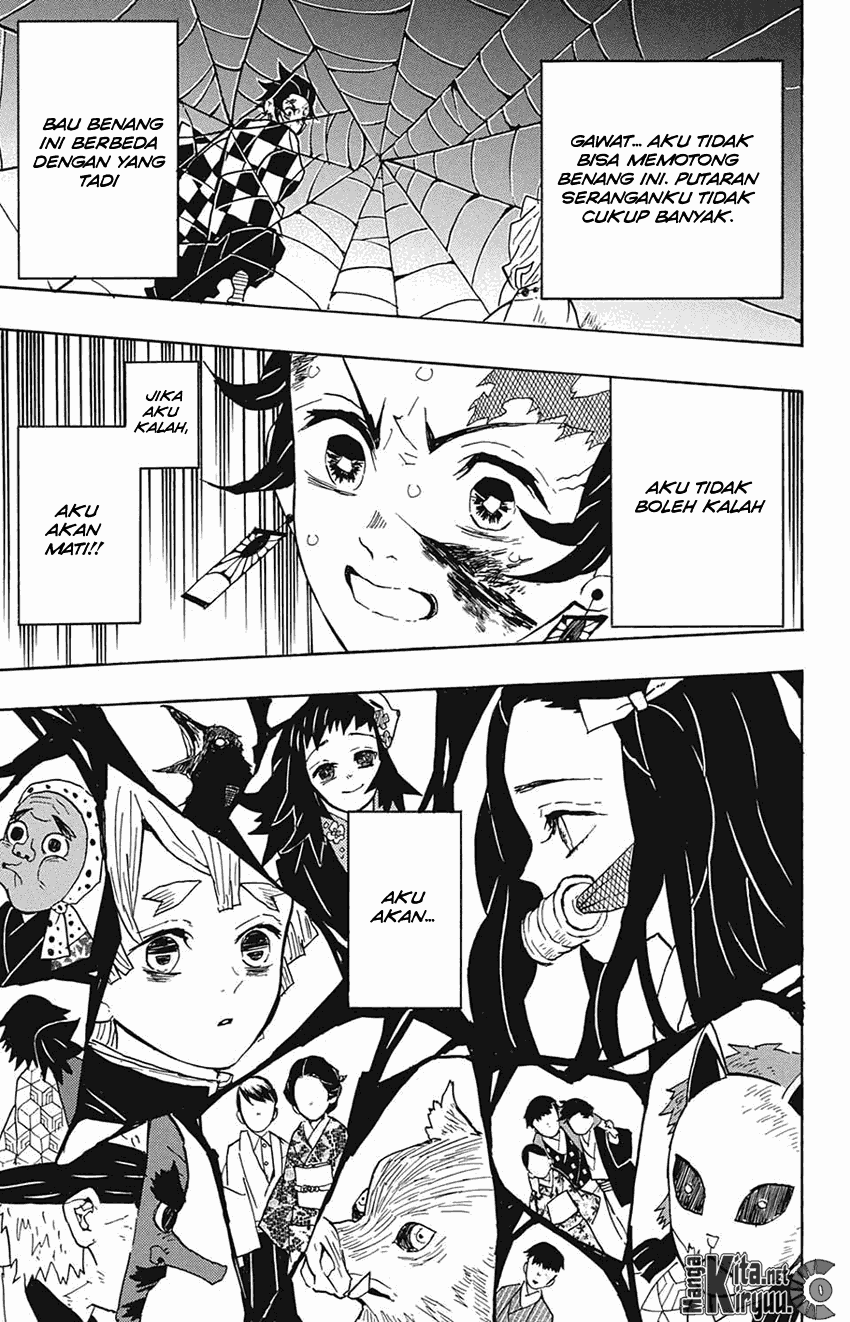 GAWAT... AKU TIDAK
BISA MEMOTONG
BENANG INI. PUTARAN
SERANGANKU TIDAK
CUKUP BANYAK.
BAU BENANG
INI BERBEDA
DENGAN YANG
TADI
AKU TIDAK
BOLEH KALAH
JIKA
AKU
KALAH,
AKU
AKAN
MATI!!
AKU
AKAN...
MangaKita.net
Kiryuu.